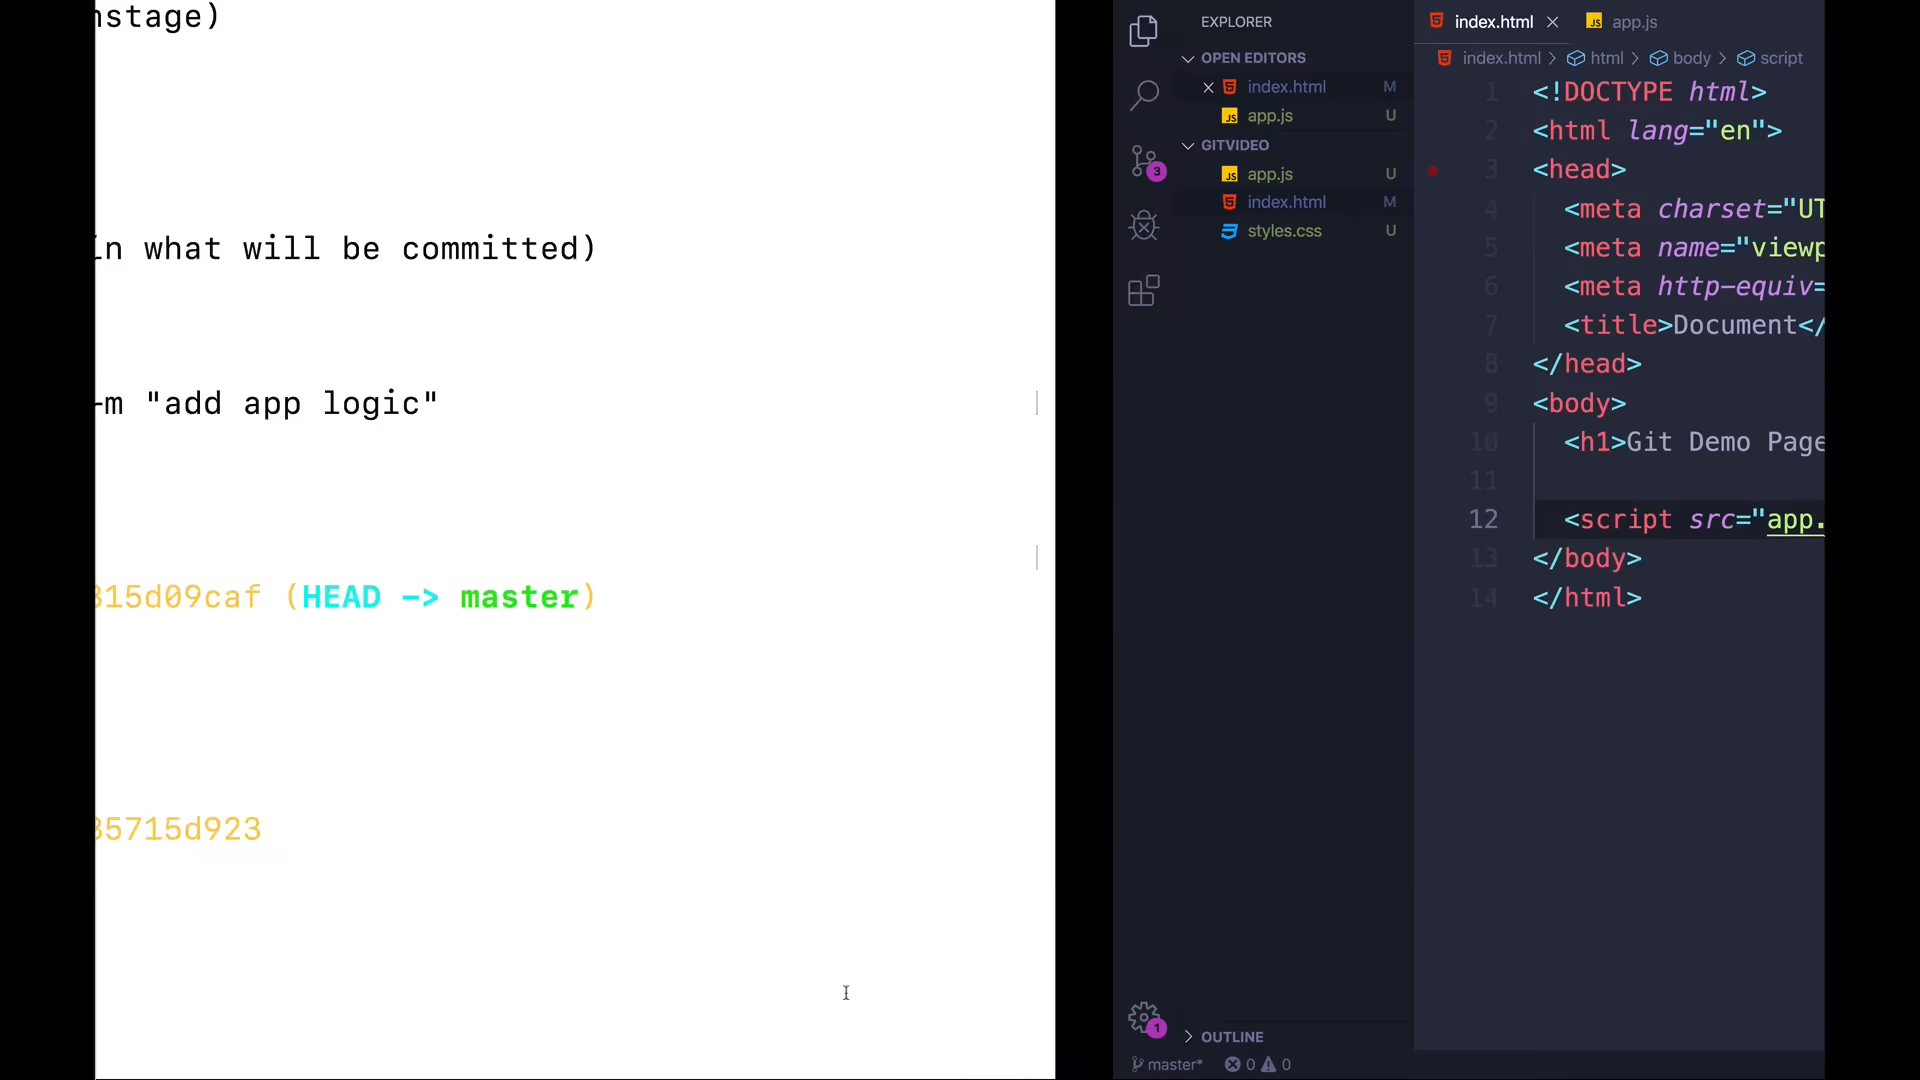 nstage)
in what will be committed)
-m "add app logic"
315d09caf (HEAD -> master)
35715d923
EXPLORER
OPEN EDITORS
index.html M
app.js U
GITVIDEO
app.js U
index.html M
styles.css U
3
1
OUTLINE
master* 0 0
index.html app.js
index.html > html > body > script
1 <!DOCTYPE html>
2 <html lang="en">
3 <head>
4 <meta charset="UT
5 <meta name="viewp
6 <meta http-equiv=
7 <title>Document</
8 </head>
9 <body>
10 <h1>Git Demo Page
11
12 <script src="app.
13 </body>
14 </html>